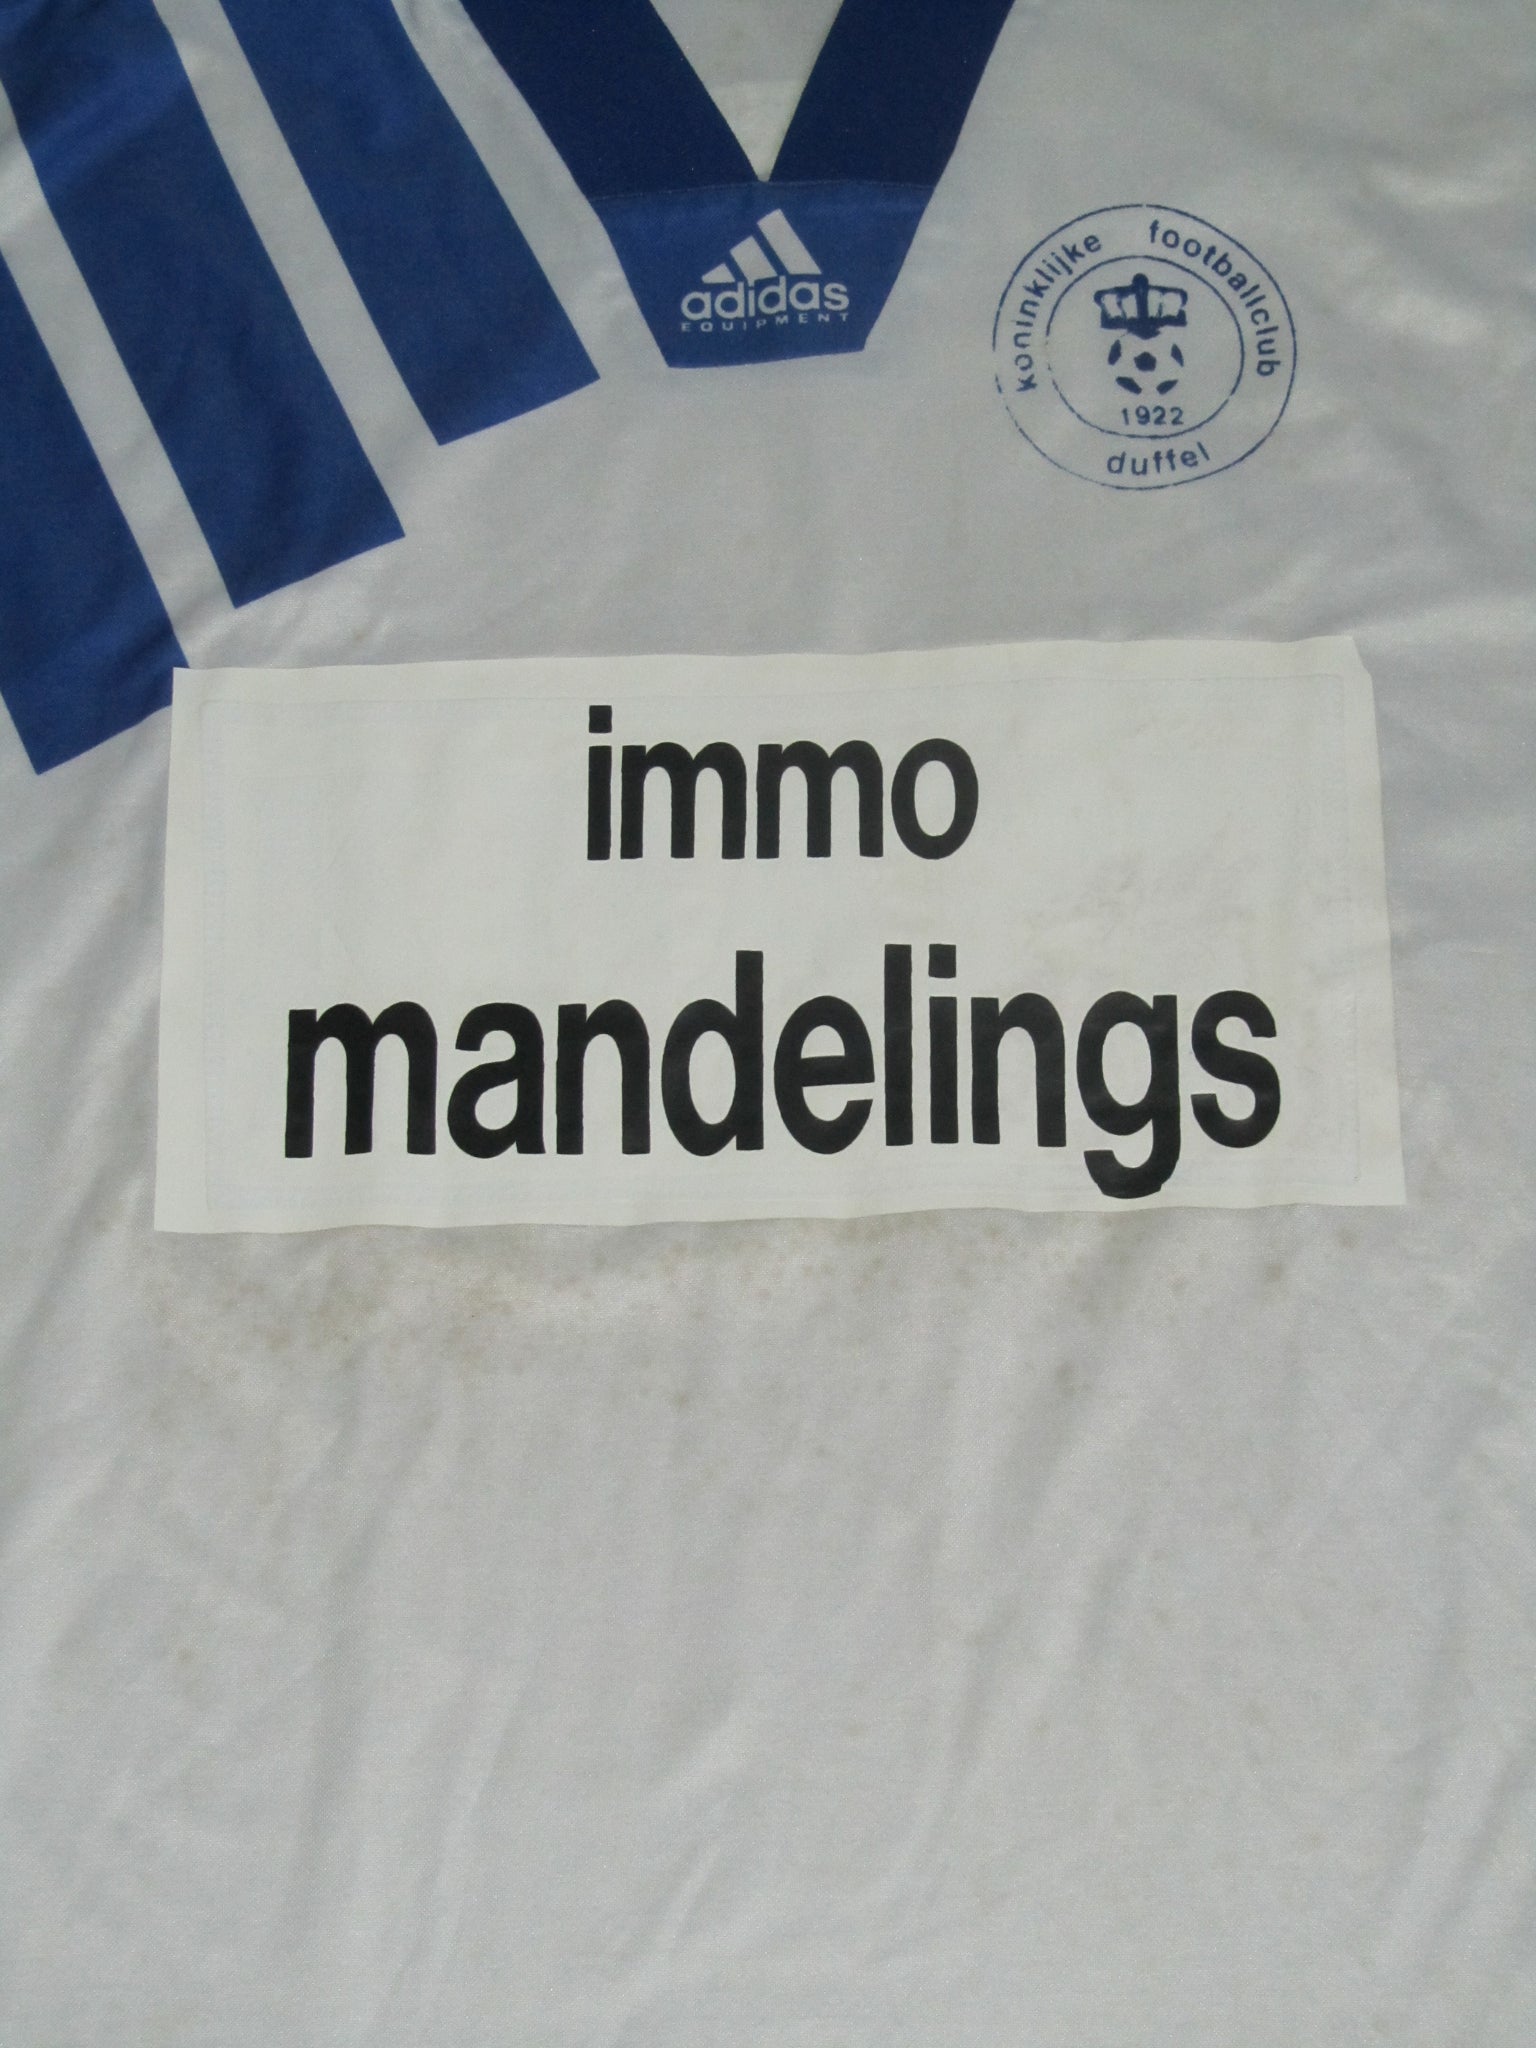 adidas
EQUIPMENT
koninklijke footballclub
1922
duffel
immo
mandelings